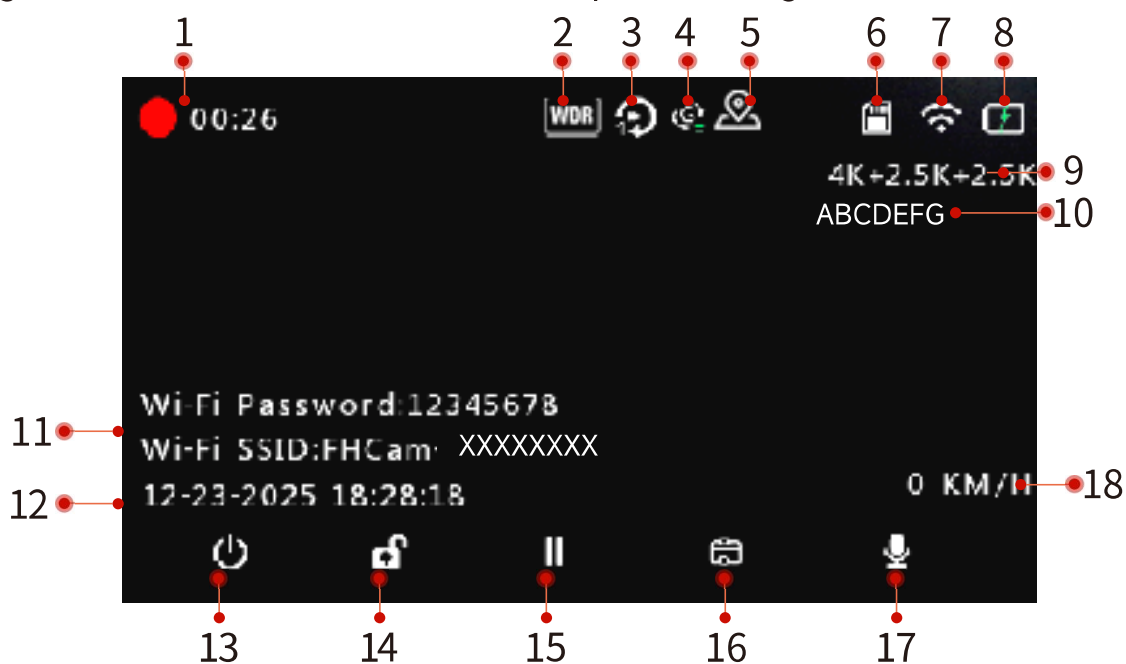 1 2 3 4 5 6 7 8
00:26 WDR
4K+2.5K+2.5K 9
ABCDEFG 10
Wi-Fi Password:12345678
11
Wi-Fi SSID:FHCam- XXXXXXXX
12-23-2025 18:28:18
12
0 KM/H 18
13 14 15 16 17